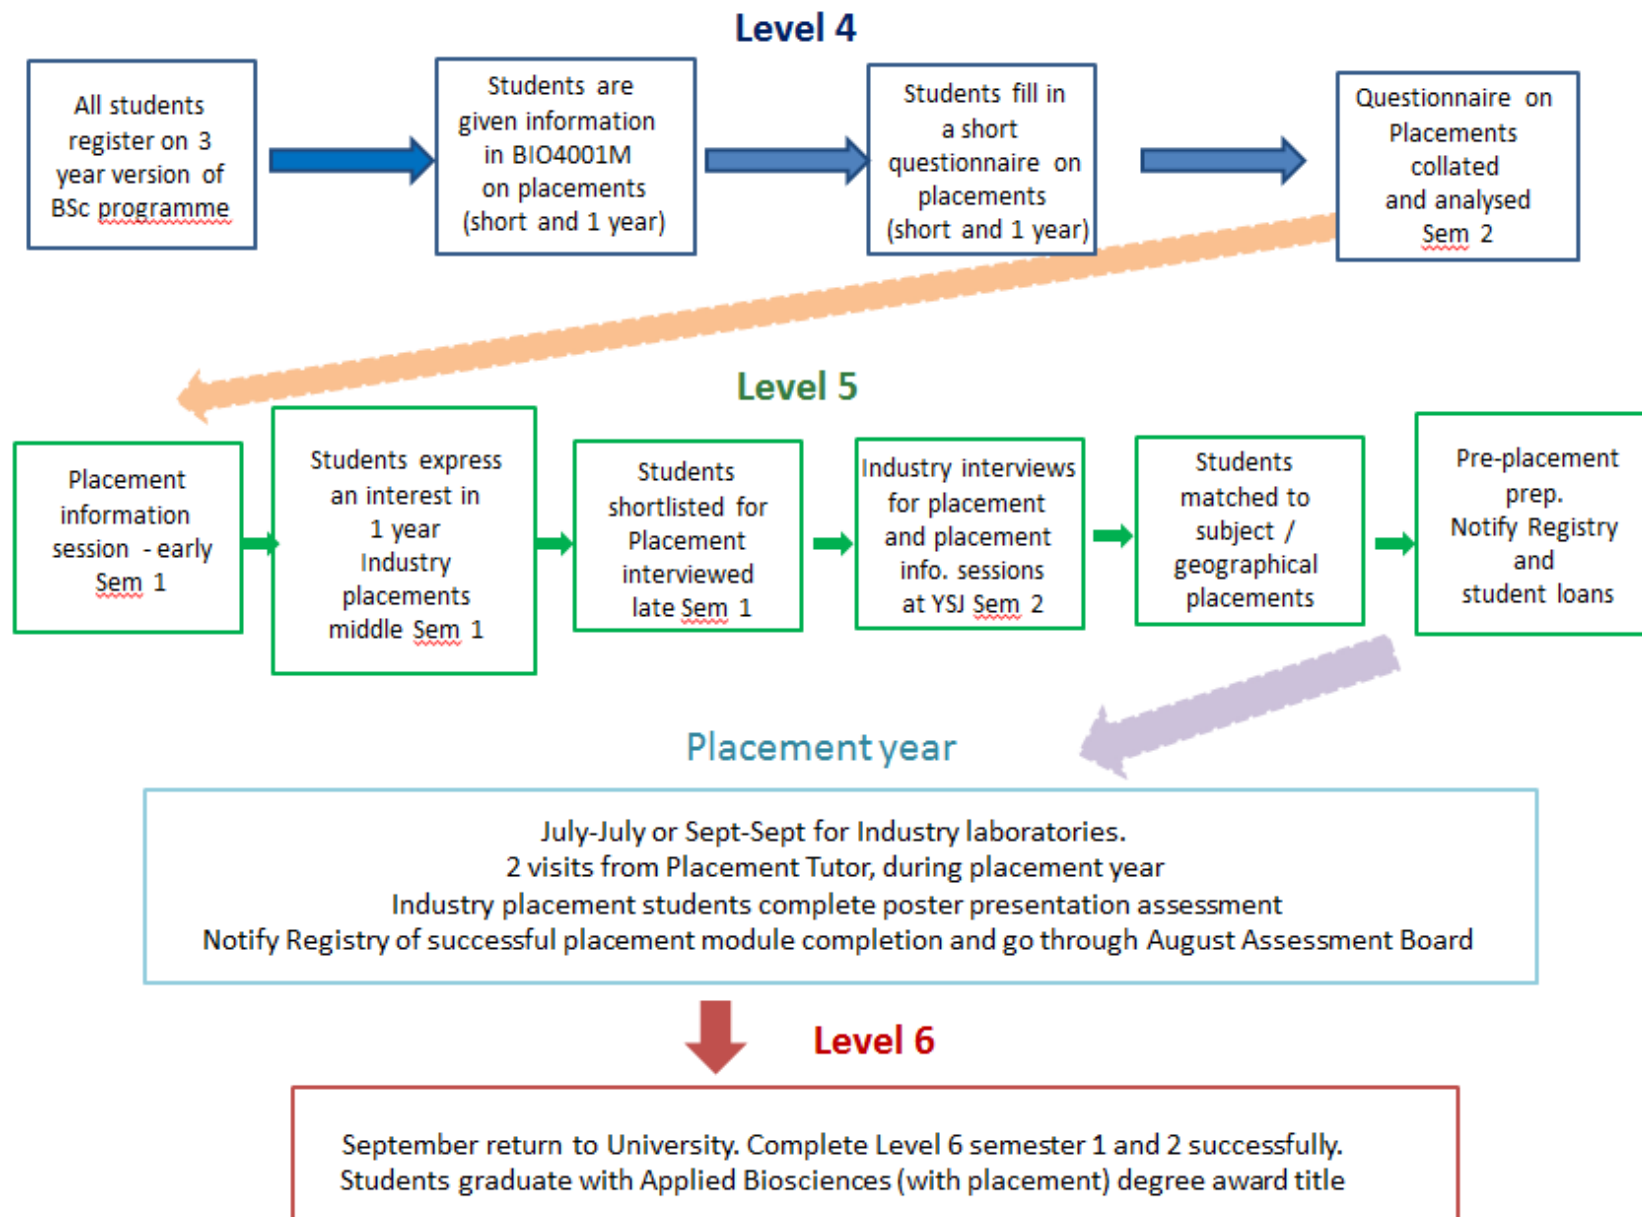 Level 4
All students
register on 3
year version of
BSc programme
Students are
given information
in BIO4001M
on placements
(short and 1 year)
Students fill in
a short
questionnaire on
placements
(short and 1 year)
Questionnaire on
Placements
collated
and analysed
Sem 2
Level 5
Placement
information
session - early
Sem 1
Students express
an interest in
1 year
Industry
placements
middle Sem 1
Students
shortlisted for
Placement
interviewed
late Sem 1
Industry interviews
for placement
and placement
info. sessions
at YSJ Sem 2
Students
matched to
subject /
geographical
placements
Pre-placement
prep.
Notify Registry
and
student loans
Placement year
July-July or Sept-Sept for Industry laboratories.
2 visits from Placement Tutor, during placement year
Industry placement students complete poster presentation assessment
Notify Registry of successful placement module completion and go through August Assessment Board
Level 6
September return to University. Complete Level 6 semester 1 and 2 successfully.
Students graduate with Applied Biosciences (with placement) degree award title